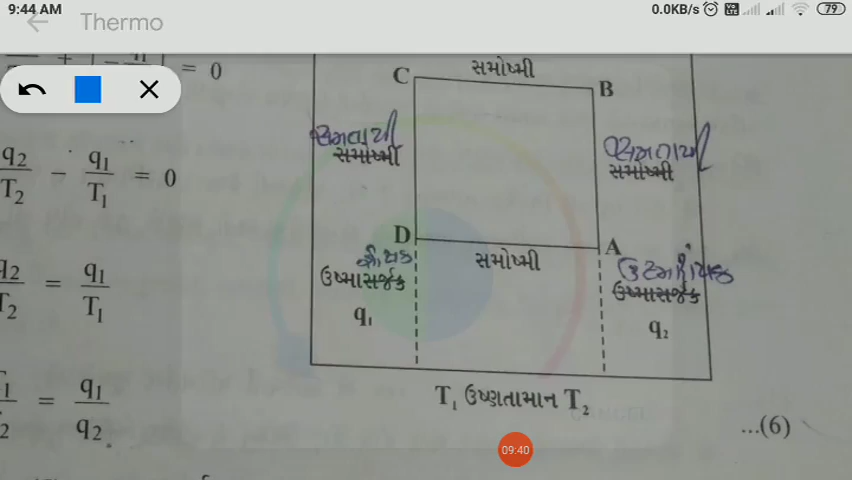 9:44 AM
0.0KB/s
79
Thermo
= 0
q2/T2 − q1/T1 = 0
q2/T2 = q1/T1
T1/T2 = q1/q2
C
સમોષ્મી
B
સમતાપી
સમોષ્મી
સમતાપી
સમોષ્મી
D
સમોષ્મી
A
ઉષ્માસર્જક
ઉષ્માસર્જક
q1
q2
T1 ઉષ્ણતામાન T2
...(6)
09:40